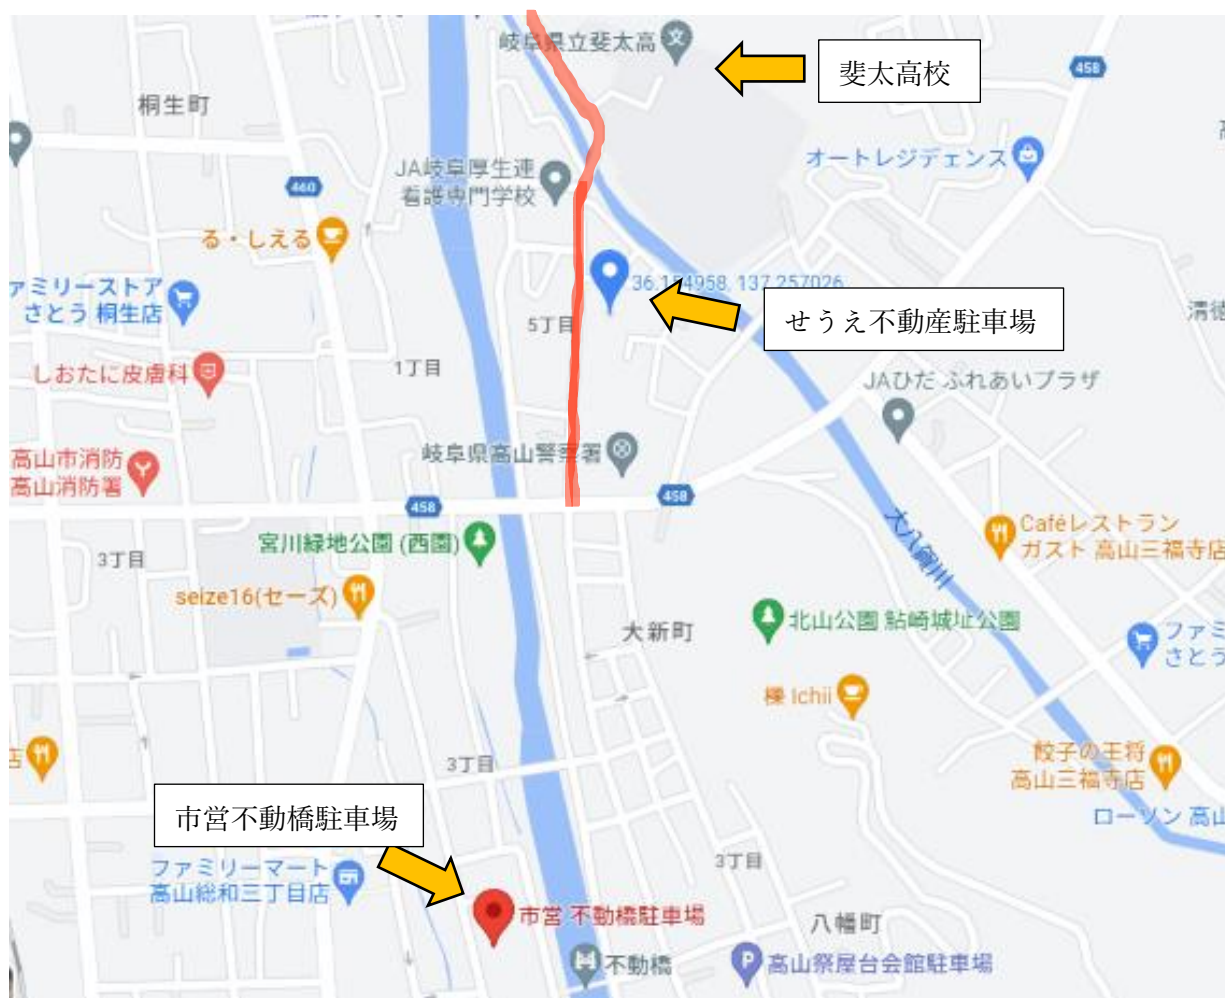 岐阜県立斐太高
斐太高校
458
桐生町
オートレジデンス
JA岐阜厚生連
看護専門学校
460
る・しえる
36.154958, 137.257026
ァミリーストア
さとう 桐生店
せうえ不動産駐車場
5丁目
清徳
1丁目
しおたに皮膚科
JAひだ ふれあいプラザ
岐阜県高山警察署
高山市消防
高山消防署
458
458
大八賀川
Caféレストラン
ガスト 高山三福寺店
宮川緑地公園 (西園)
3丁目
seize16(セーズ)
北山公園 鮎崎城址公園
大新町
ファミ
さとう
櫟 Ichii
店
餃子の王将
高山三福寺店
3丁目
市営不動橋駐車場
ローソン 高山
ファミリーマート
高山総和三丁目店
3丁目
市営 不動橋駐車場
八幡町
不動橋
P
高山祭屋台会館駐車場